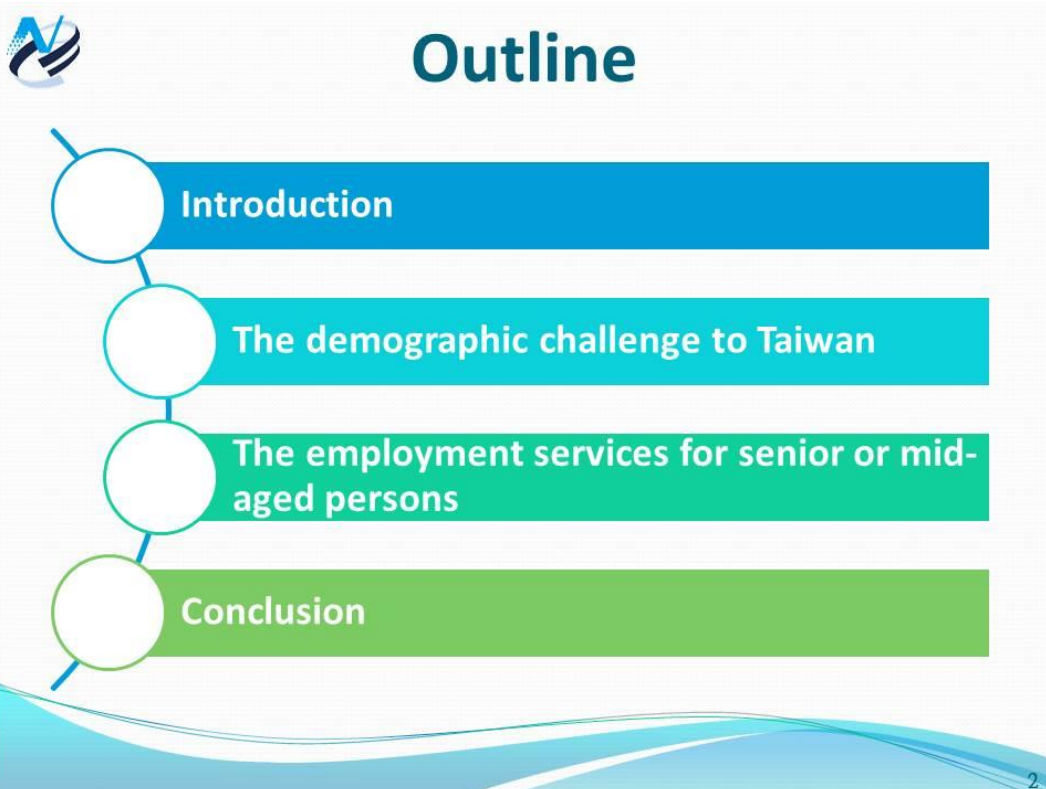 Outline
Introduction
The demographic challenge to Taiwan
The employment services for senior or mid-
aged persons
Conclusion
2